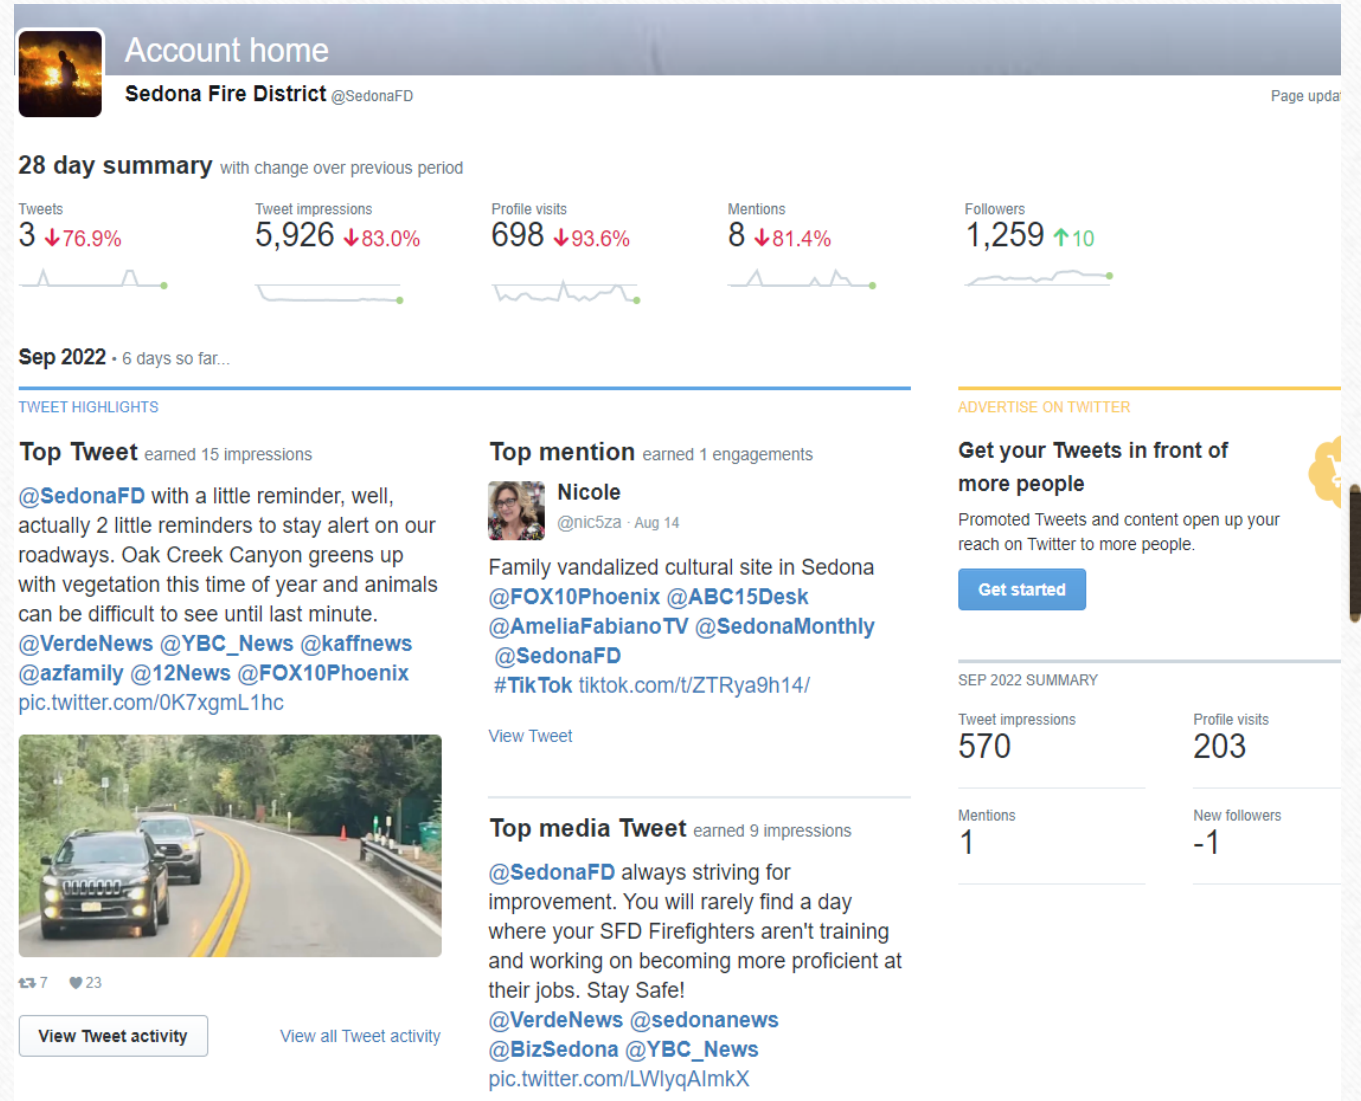 Account home
Sedona Fire District @SedonaFD
Page upda
28 day summary with change over previous period
Tweets
3 ↓76.9%
Tweet impressions
5,926 ↓83.0%
Profile visits
698 ↓93.6%
Mentions
8 ↓81.4%
Followers
1,259 ↑10
Sep 2022 • 6 days so far...
TWEET HIGHLIGHTS
Top Tweet earned 15 impressions
@SedonaFD with a little reminder, well,
actually 2 little reminders to stay alert on our
roadways. Oak Creek Canyon greens up
with vegetation this time of year and animals
can be difficult to see until last minute.
@VerdeNews @YBC_News @kaffnews
@azfamily @12News @FOX10Phoenix
pic.twitter.com/0K7xgmL1hc
7 23
View Tweet activity
View all Tweet activity
Top mention earned 1 engagements
Nicole
@nic5za · Aug 14
Family vandalized cultural site in Sedona
@FOX10Phoenix @ABC15Desk
@AmeliaFabianoTV @SedonaMonthly
@SedonaFD
#TikTok tiktok.com/t/ZTRya9h14/
View Tweet
Top media Tweet earned 9 impressions
@SedonaFD always striving for
improvement. You will rarely find a day
where your SFD Firefighters aren't training
and working on becoming more proficient at
their jobs. Stay Safe!
@VerdeNews @sedonanews
@BizSedona @YBC_News
pic.twitter.com/LWlyqAlmkX
ADVERTISE ON TWITTER
Get your Tweets in front of
more people
Promoted Tweets and content open up your
reach on Twitter to more people.
Get started
SEP 2022 SUMMARY
Tweet impressions
570
Profile visits
203
Mentions
1
New followers
-1